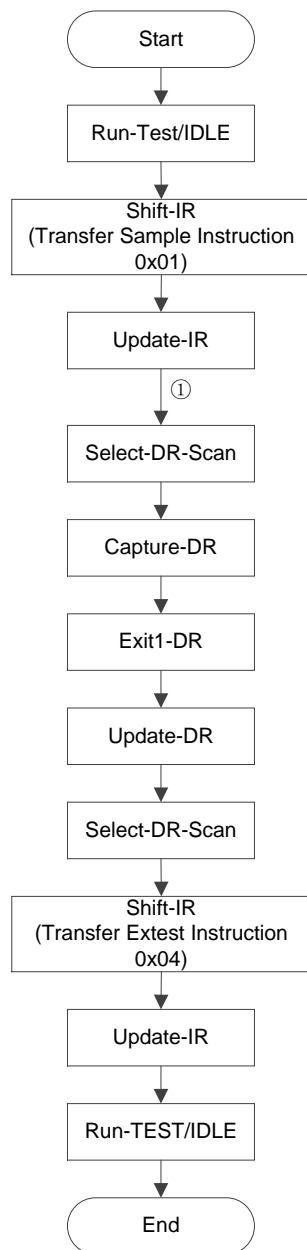 Start
Run-Test/IDLE
Shift-IR
(Transfer Sample Instruction
0x01)
Update-IR
①
Select-DR-Scan
Capture-DR
Exit1-DR
Update-DR
Select-DR-Scan
Shift-IR
(Transfer Extest Instruction
0x04)
Update-IR
Run-TEST/IDLE
End